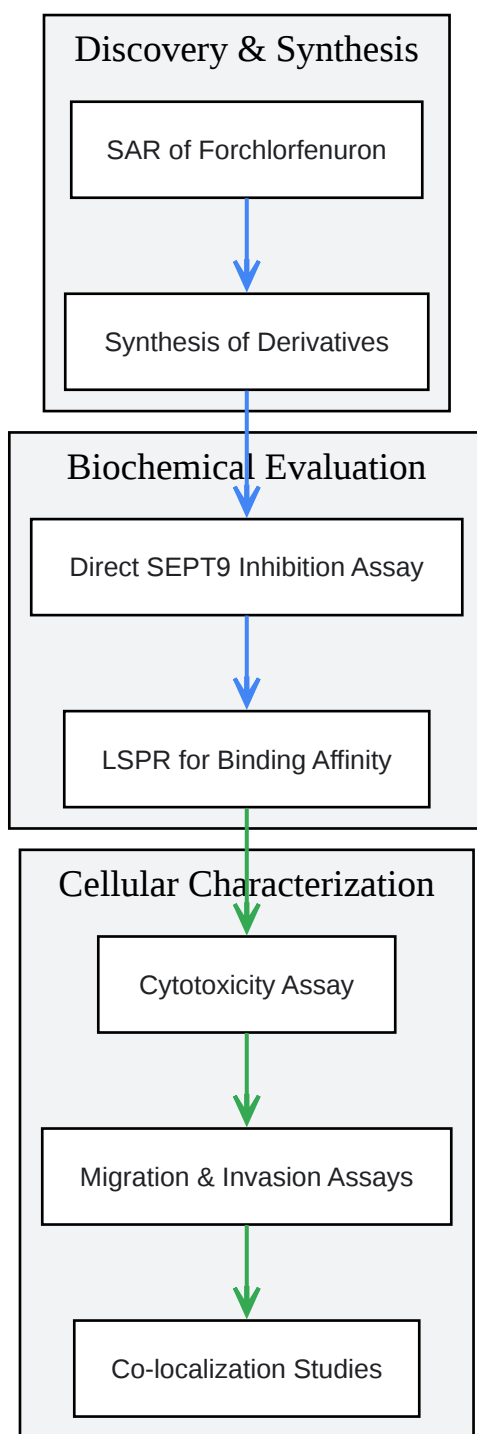 Discovery & Synthesis
SAR of Forchlorfenuron
Synthesis of Derivatives
Biochemical Evaluation
Direct SEPT9 Inhibition Assay
LSPR for Binding Affinity
Cellular Characterization
Cytotoxicity Assay
Migration & Invasion Assays
Co-localization Studies